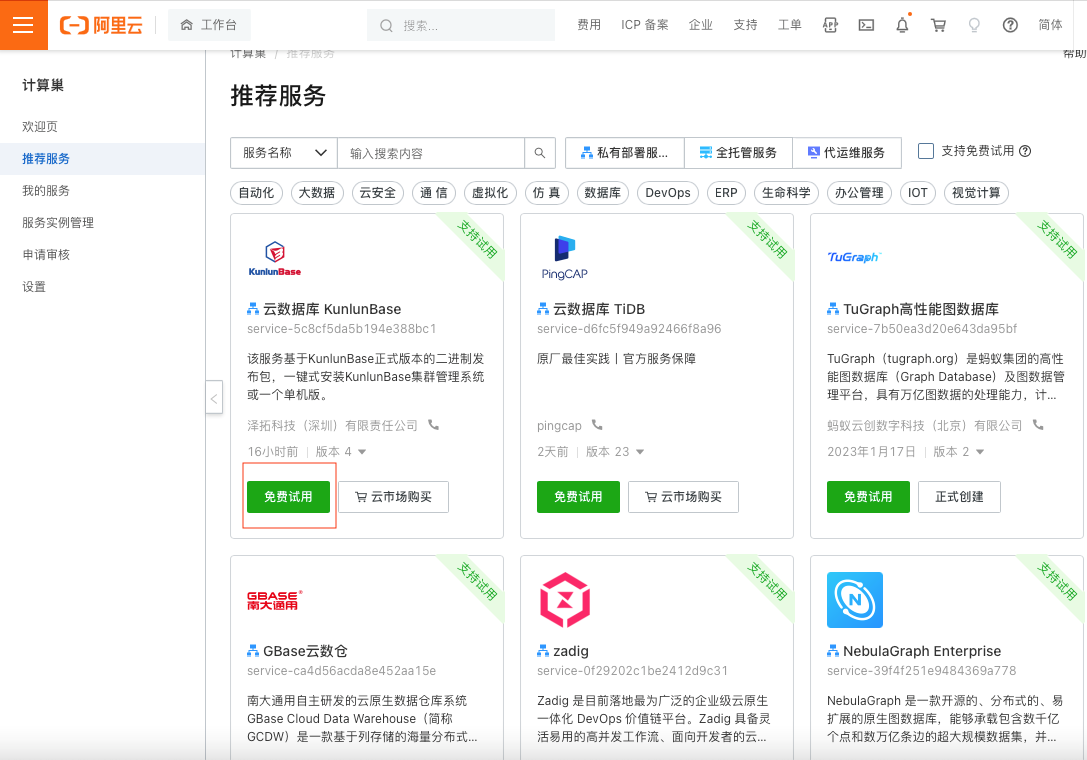 阿里云
工作台
搜索...
费用
ICP 备案
企业
支持
工单
APP
简体
计算巢 / 推荐服务
帮助
计算巢
欢迎页
推荐服务
我的服务
服务实例管理
申请审核
设置
推荐服务
服务名称
输入搜索内容
私有部署服...
全托管服务
代运维服务
支持免费试用
自动化
大数据
云安全
通 信
虚拟化
仿 真
数据库
DevOps
ERP
生命科学
办公管理
IOT
视觉计算
支持试用
KunlunBase
云数据库 KunlunBase
service-5c8cf5da5b194e388bc1
该服务基于KunlunBase正式版本的二进制发
布包，一键式安装KunlunBase集群管理系统
或一个单机版。
泽拓科技（深圳）有限责任公司
16小时前 | 版本 4
免费试用
云市场购买
支持试用
PingCAP
云数据库 TiDB
service-d6fc5f949a92466f8a96
原厂最佳实践丨官方服务保障
pingcap
2天前 | 版本 23
免费试用
云市场购买
支持试用
TuGraph
TuGraph高性能图数据库
service-7b50ea3d20e643da95bf
TuGraph（tugraph.org）是蚂蚁集团的高性
能图数据库（Graph Database）及图数据管
理平台，具有万亿图数据的处理能力，计...
蚂蚁云创数字科技（北京）有限公司
2023年1月17日 | 版本 2
免费试用
正式创建
支持试用
GBASE
南大通用
GBase云数仓
service-ca4d56acda8e452aa15e
南大通用自主研发的云原生数据仓库系统
GBase Cloud Data Warehouse（简称
GCDW）是一款基于列存储的海量分布式...
支持试用
zadig
service-0f29202c1be2412d9c31
Zadig 是目前落地最为广泛的企业级云原生
一体化 DevOps 价值链平台。Zadig 具备灵
活易用的高并发工作流、面向开发者的云...
支持试用
NebulaGraph Enterprise
service-39f4f251e9484369a778
NebulaGraph 是一款开源的、分布式的、易
扩展的原生图数据库，能够承载包含数千亿
个点和数万亿条边的超大规模数据集，并...